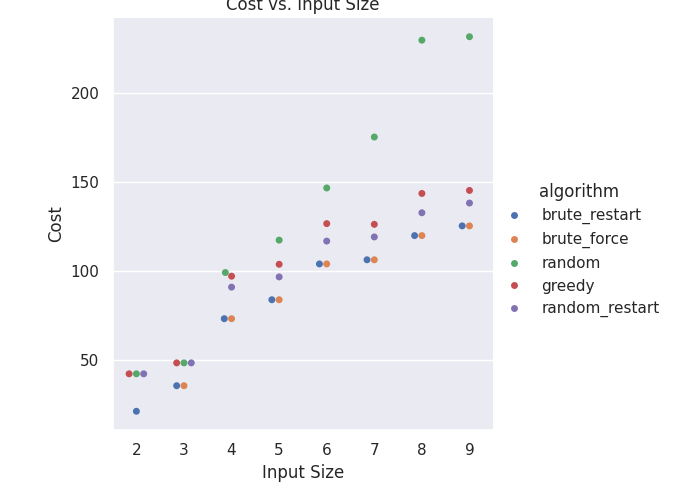 Cost vs. Input Size
200
150
100
50
Cost
2 3 4 5 6 7 8 9
Input Size
algorithm
brute_restart
brute_force
random
greedy
random_restart